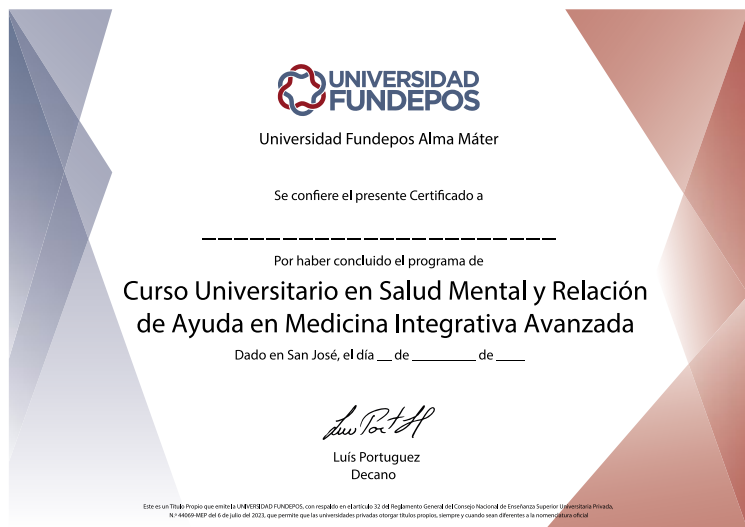 UNIVERSIDAD
FUNDEPOS
Universidad Fundepos Alma Máter
Se confiere el presente Certificado a
Por haber concluido el programa de
Curso Universitario en Salud Mental y Relación
de Ayuda en Medicina Integrativa Avanzada
Dado en San José, el día __ de ________ de ____
Luís Portuguez
Decano
Este es un Título Propio que emite la UNIVERSIDAD FUNDEPOS, con respaldo en el artículo 32 del Reglamento General del Consejo Nacional de Enseñanza Superior Universitaria Privada,
N.º 44069-MEP del 6 de julio del 2023, que permite que las universidades privadas otorgar títulos propios, siempre y cuando sean diferentes a la nomenclatura oficial